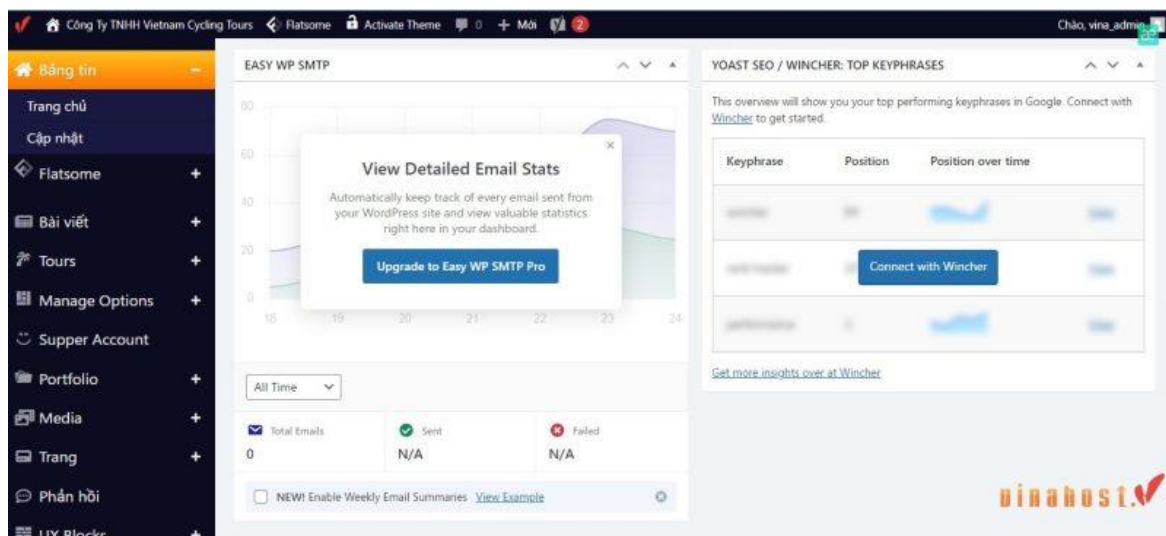 Công Ty TNHH Vietnam Cycling Tours Flatsome Activate Theme 0 Mới 2 Chào, vina_admin
Bảng tin
Trang chủ
Cập nhật
Flatsome
Bài viết
Tours
Manage Options
Supper Account
Portfolio
Media
Trang
Phản hồi
UX Blocks
EASY WP SMTP
80
60
40
20
0
18 19 20 21 22 23 24
View Detailed Email Stats
Automatically keep track of every email sent from
your WordPress site and view valuable statistics
right here in your dashboard.
Upgrade to Easy WP SMTP Pro
All Time
Total Emails Sent Failed
0 N/A N/A
NEW! Enable Weekly Email Summaries View Example
YOAST SEO / WINCHER: TOP KEYPHRASES
This overview will show you your top performing keyphrases in Google. Connect with
Wincher to get started.
Keyphrase Position Position over time
Connect with Wincher
Get more insights over at Wincher
vinahost.V